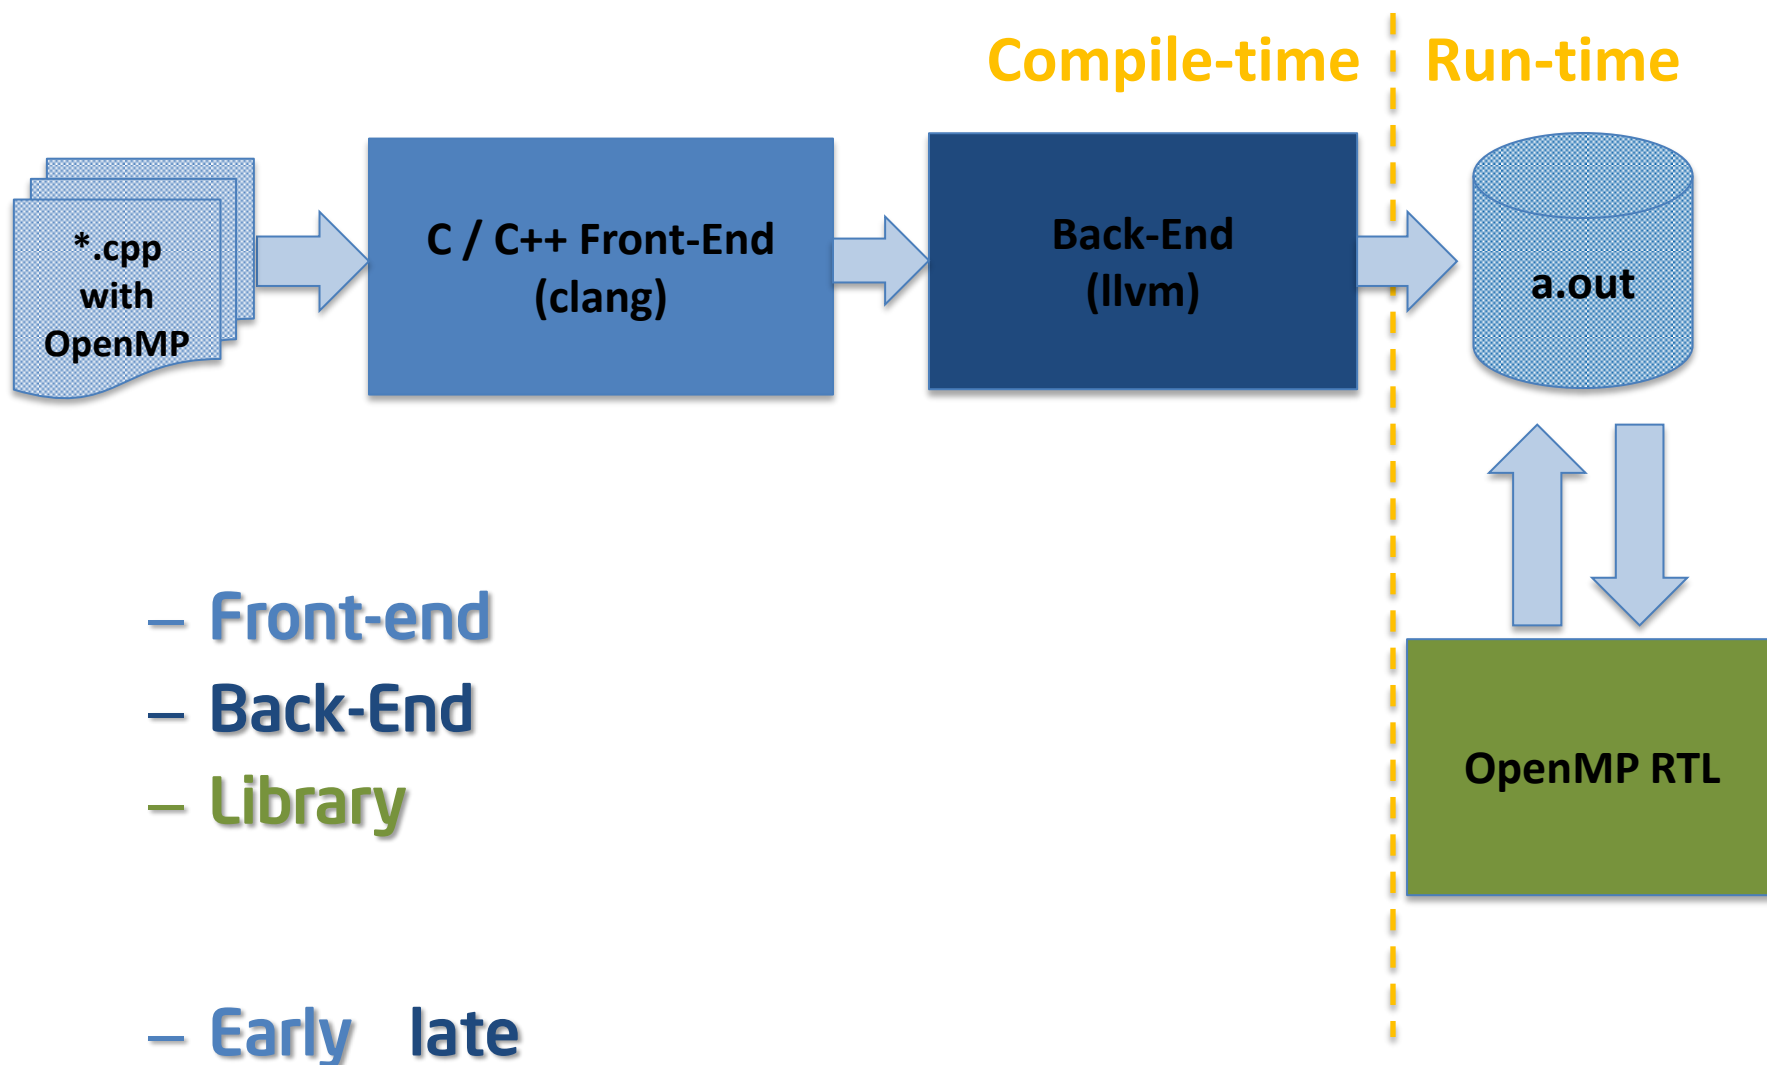 Compile-time
Run-time
*.cpp
with
OpenMP
C / C++ Front-End
(clang)
Back-End
(llvm)
a.out
– Front-end
– Back-End
– Library
OpenMP RTL
– Early late